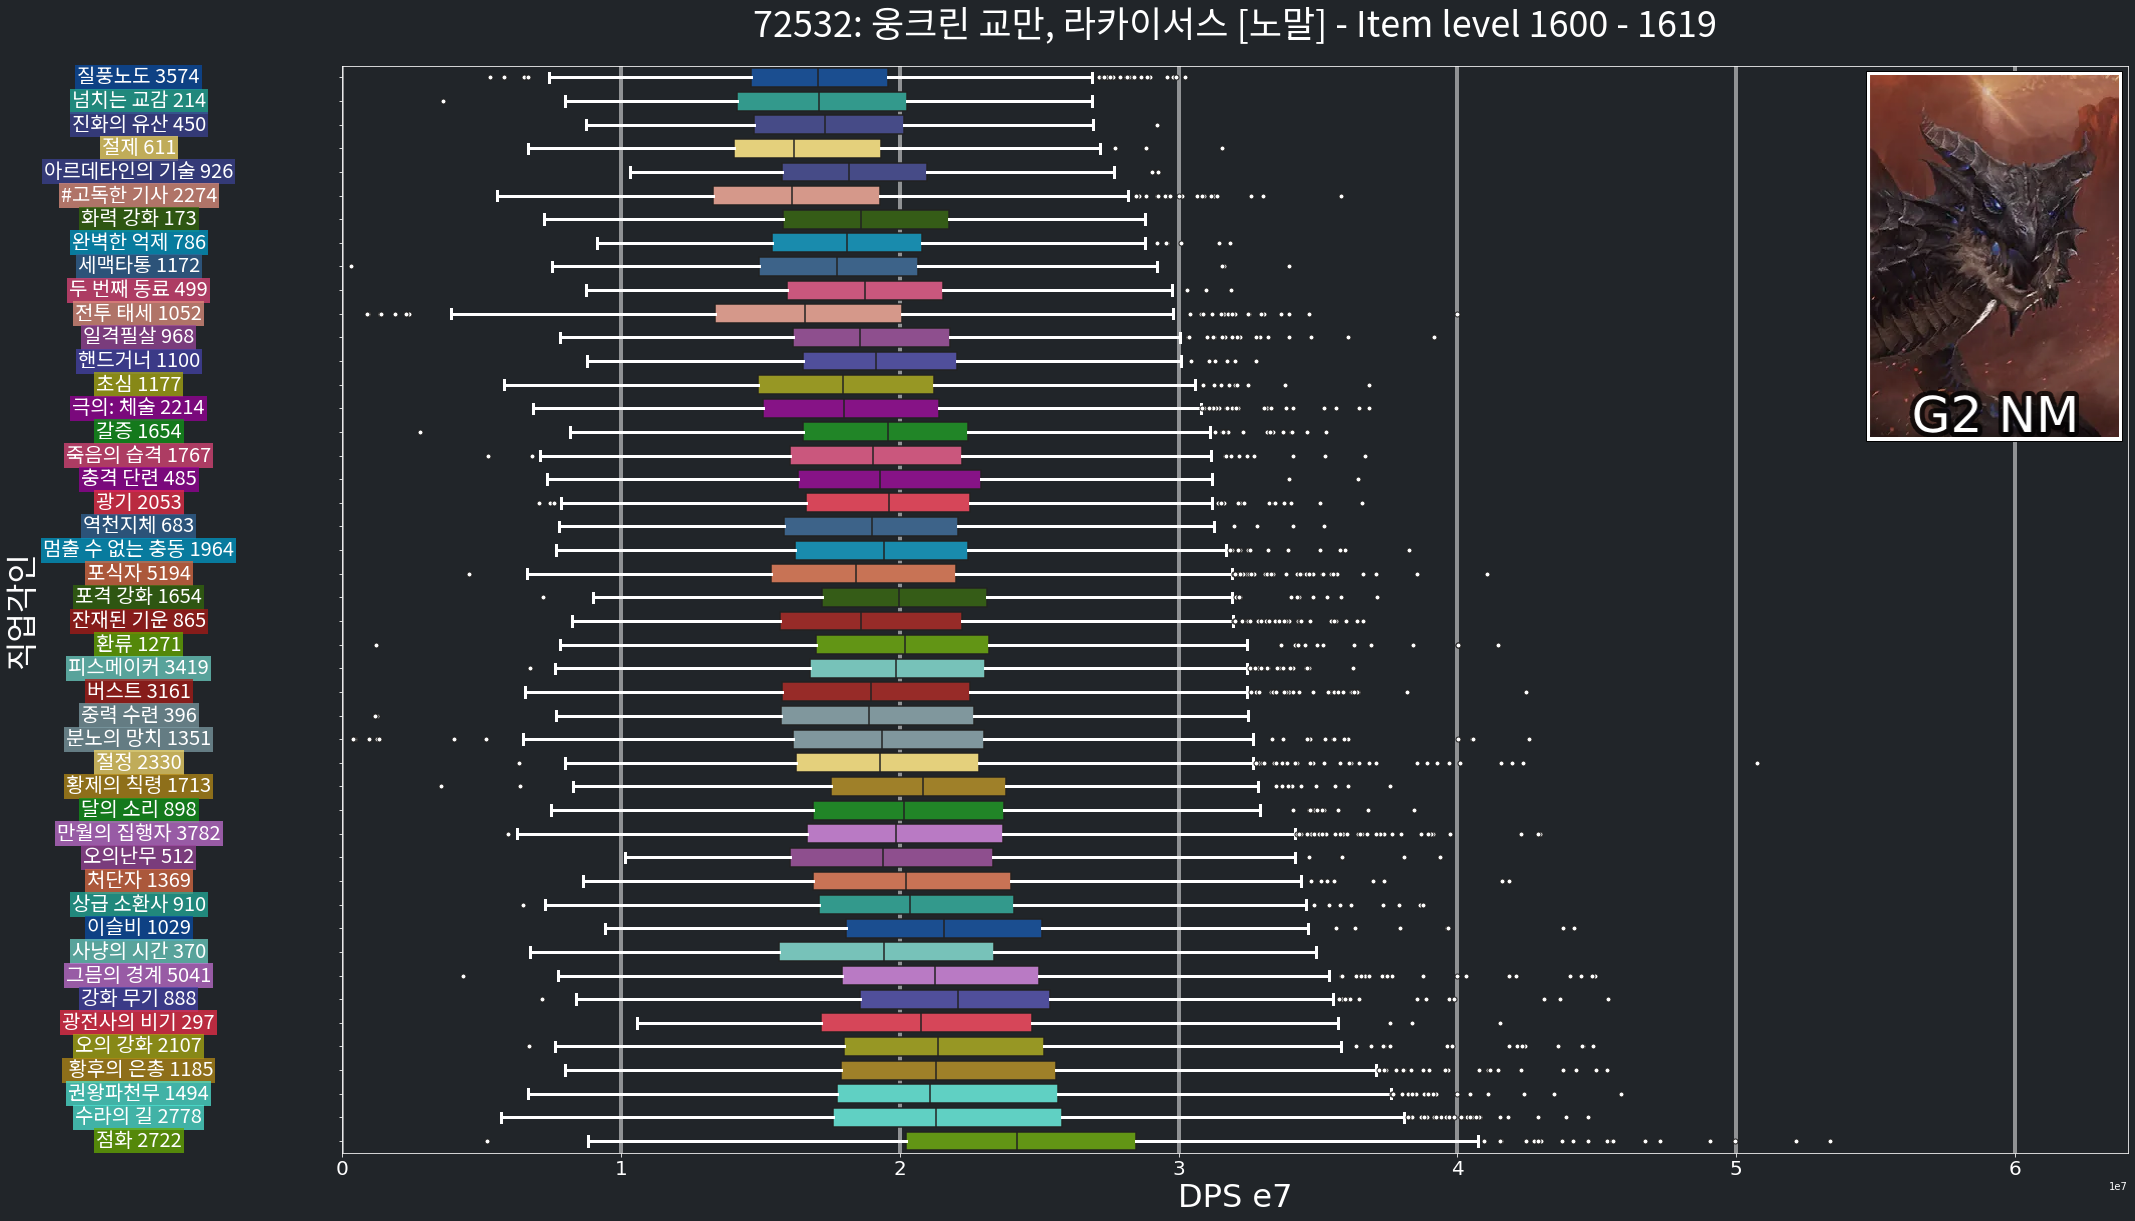 72532: 웅크린 교만, 라카이서스 [노말] - Item level 1600 - 1619
질풍노도 3574
넘치는 교감 214
진화의 유산 450
절제 611
아르데타인의 기술 926
#고독한 기사 2274
화력 강화 173
완벽한 억제 786
세맥타통 1172
두 번째 동료 499
전투 태세 1052
일격필살 968
핸드거너 1100
초심 1177
극의: 체술 2214
갈증 1654
죽음의 습격 1767
충격 단련 485
광기 2053
역천지체 683
멈출 수 없는 충동 1964
포식자 5194
포격 강화 1654
잔재된 기운 865
환류 1271
피스메이커 3419
버스트 3161
중력 수련 396
분노의 망치 1351
절정 2330
황제의 칙령 1713
달의 소리 898
만월의 집행자 3782
오의난무 512
처단자 1369
상급 소환사 910
이슬비 1029
사냥의 시간 370
그믐의 경계 5041
강화 무기 888
광전사의 비기 297
오의 강화 2107
황후의 은총 1185
권왕파천무 1494
수라의 길 2778
점화 2722
직업각인
G2 NM
0 1 2 3 4 5 6
DPS e7
1e7